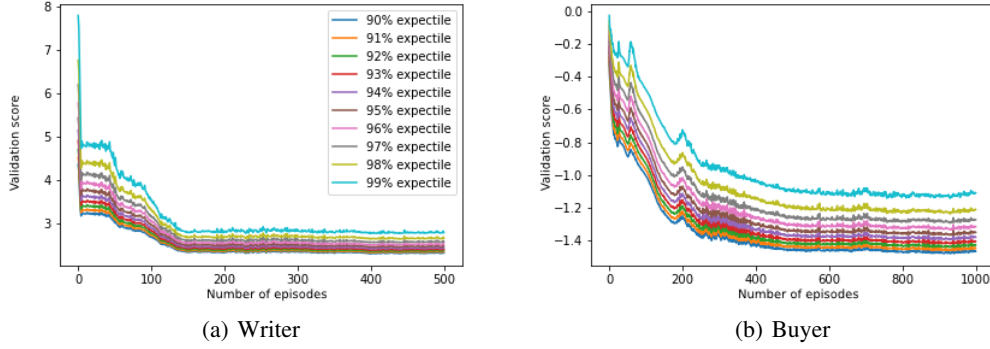 8
7
6
5
4
3
Validation score
0
100
200
300
400
500
Number of episodes
90% expectile
91% expectile
92% expectile
93% expectile
94% expectile
95% expectile
96% expectile
97% expectile
98% expectile
99% expectile
(a) Writer
0.0
−0.2
−0.4
−0.6
−0.8
−1.0
−1.2
−1.4
Validation score
0
200
400
600
800
1000
Number of episodes
(b) Buyer